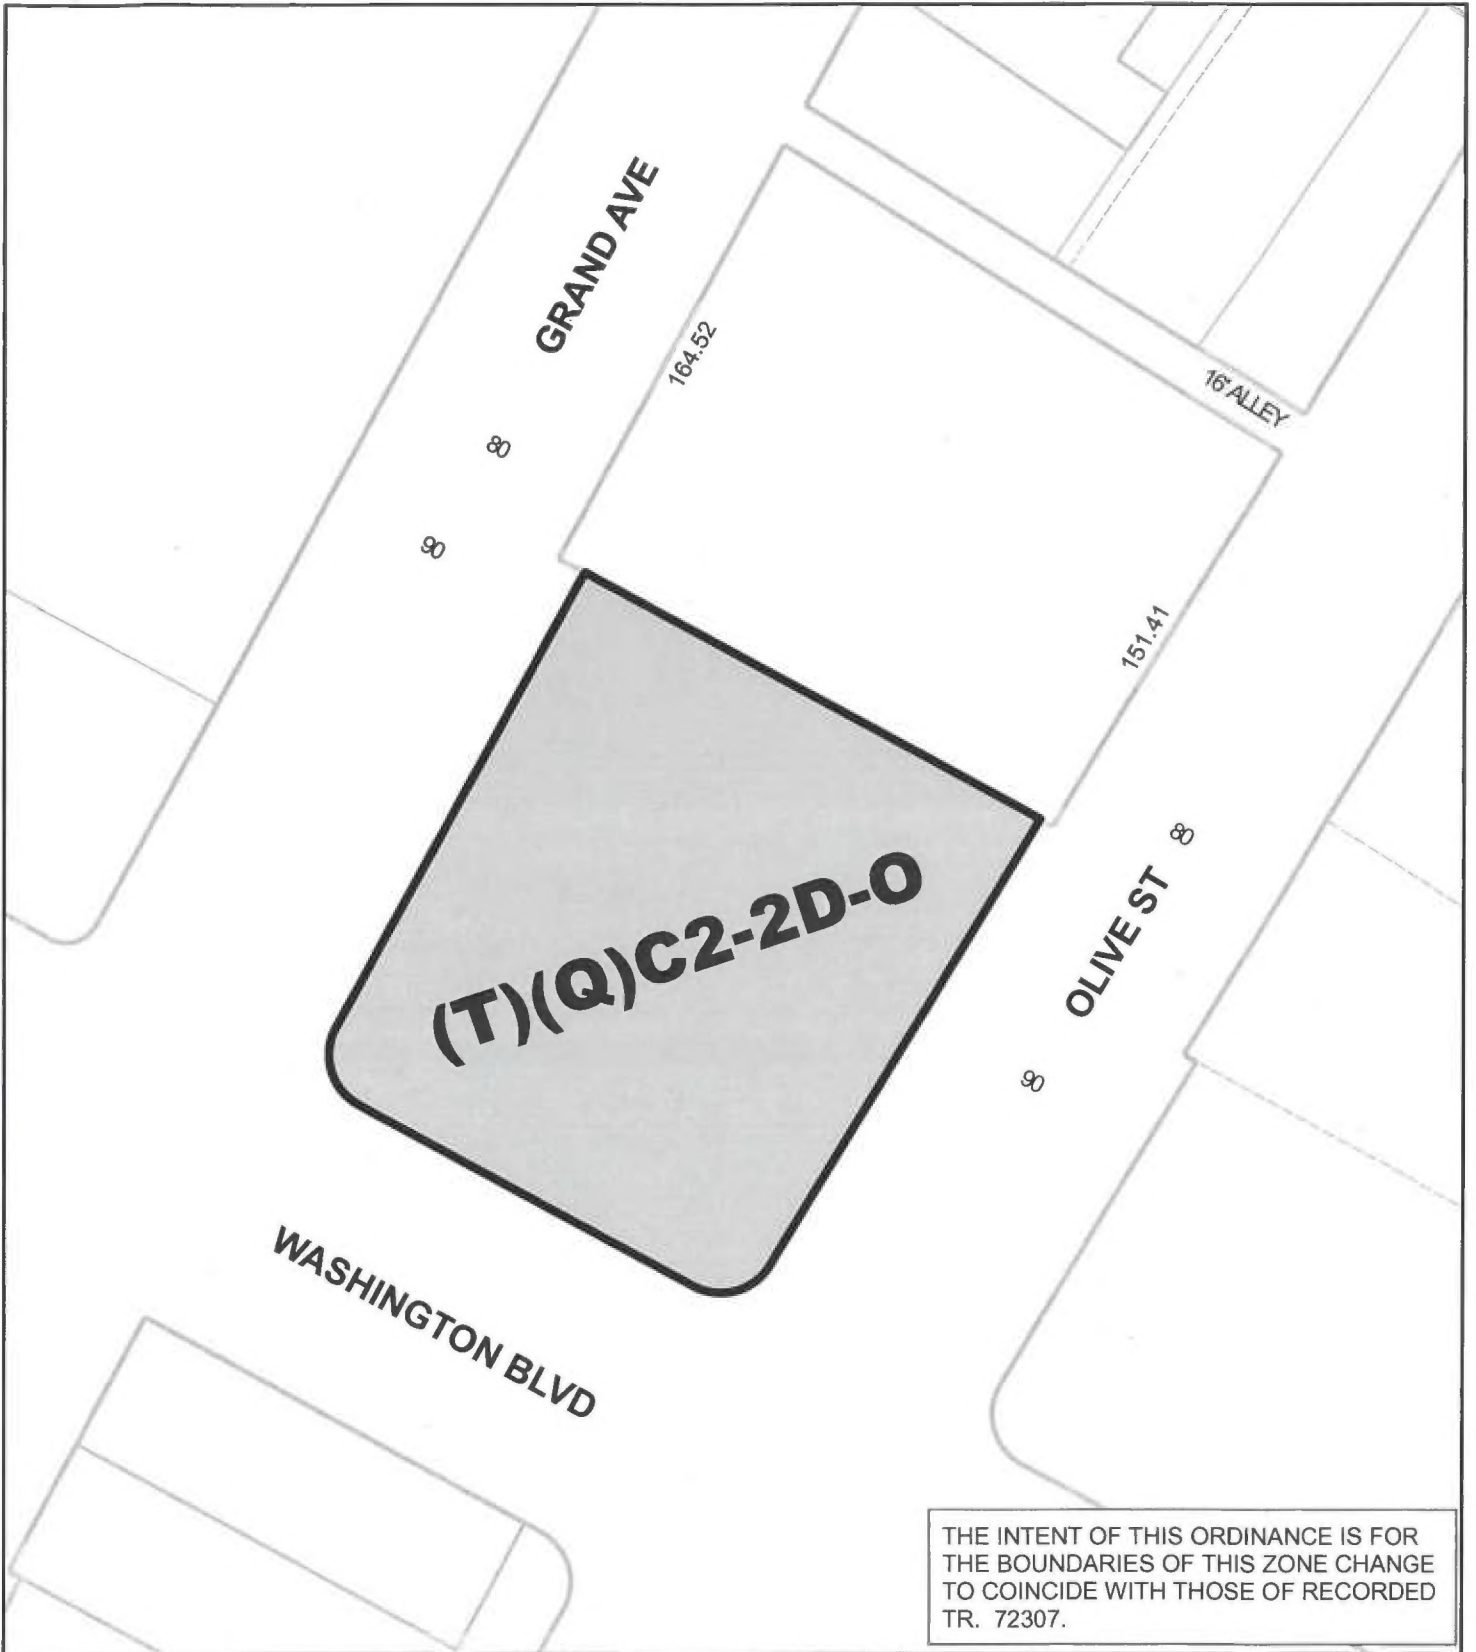 GRAND AVE
164.52
16' ALLEY
80
90
151.41
80
(T)(Q)C2-2D-O
OLIVE ST
90
WASHINGTON BLVD
THE INTENT OF THIS ORDINANCE IS FOR
THE BOUNDARIES OF THIS ZONE CHANGE
TO COINCIDE WITH THOSE OF RECORDED
TR. 72307.